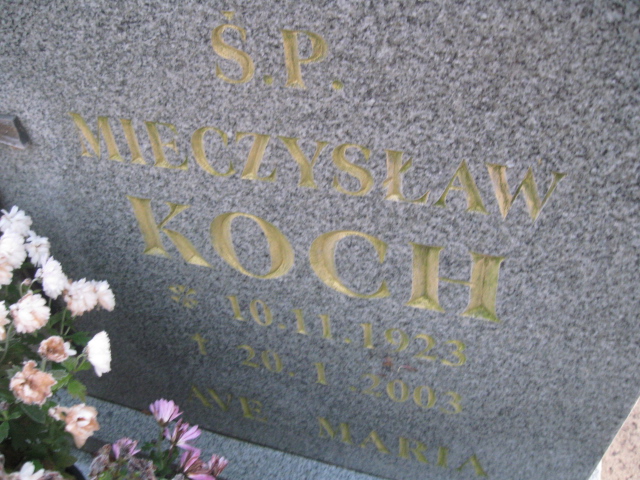 Ś.P.
MIECZYSŁAW
KOCH
* 10.11.1923
† 20.1.2003
AVE MARIA